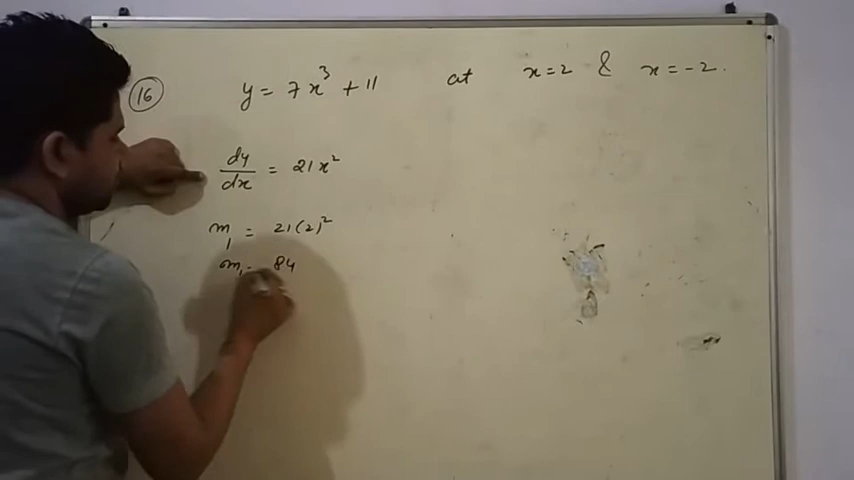 16 y = 7x³ + 11 at x = 2 & x = -2.
dy/dx = 21x²
m₁ = 21(2)²
m₁ = 84